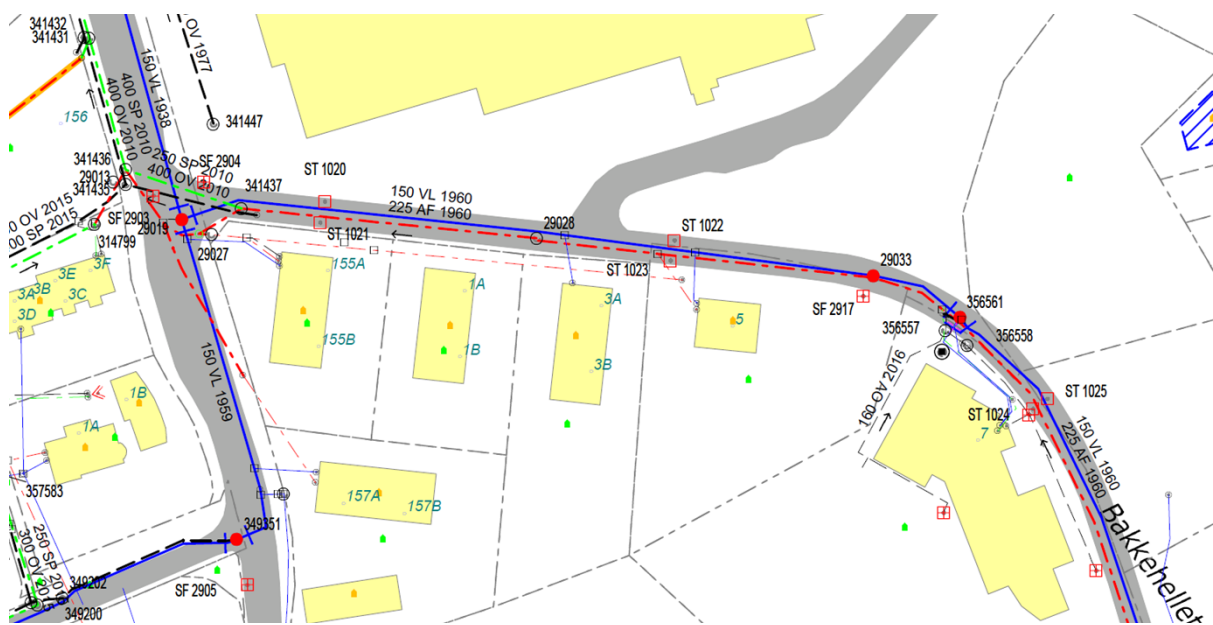 341432
341431
OV 1977
150 VL 1938
400 SP 2010
400 OV 2010
156
341447
341436
29013
341435
250 SP 2010
400 OV 2010
SF 2904
341437
ST 1020
150 VL 1960
225 AF 1960
OV 2015
SP 2015
SF 2903
29019
314799
29027
ST 1021
29028
ST 1022
ST 1023
29033
SF 2917
356561
356557
356558
3F
3E
3B
3A
3C
3D
155A
155B
1A
1B
3A
3B
5
150 VL 1959
160 OV 2016
ST 1025
ST 1024
7
150 VL 1960
225 AF 1960
1B
1A
157A
157B
357583
250 SP 2010
300 OV 2015
349351
349202
349200
SF 2905
Bakkehellet